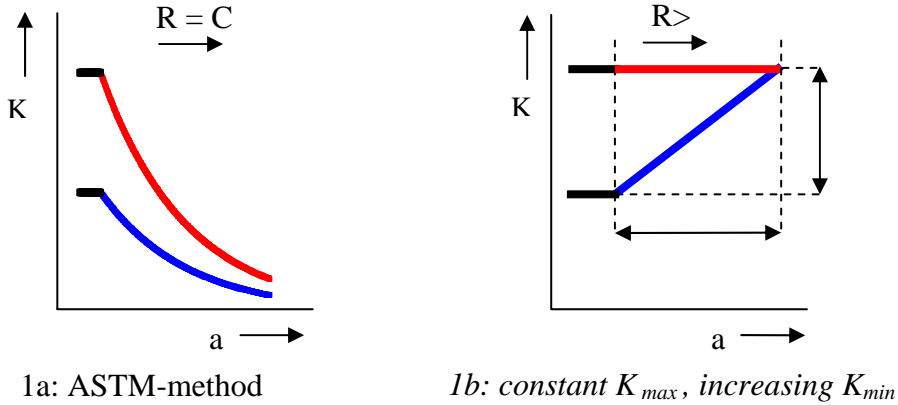 R = C
K
a
1a: ASTM-method
R>
K
a
1b: constant K max, increasing K min